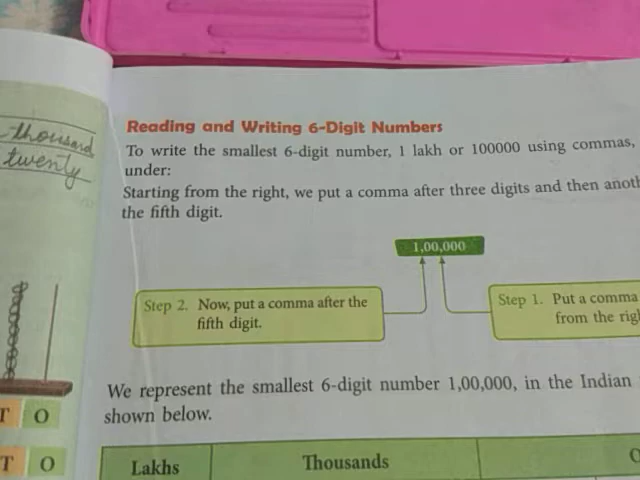 thousand
twenty
T O
T O
Reading and Writing 6-Digit Numbers
To write the smallest 6-digit number, 1 lakh or 100000 using commas,
under:
Starting from the right, we put a comma after three digits and then
the fifth digit.
1,00,000
Step 2. Now, put a comma after the
fifth digit.
Step 1. Put a comma
from the
We represent the smallest 6-digit number 1,00,000, in the Indian
shown below.
Lakhs Thousands